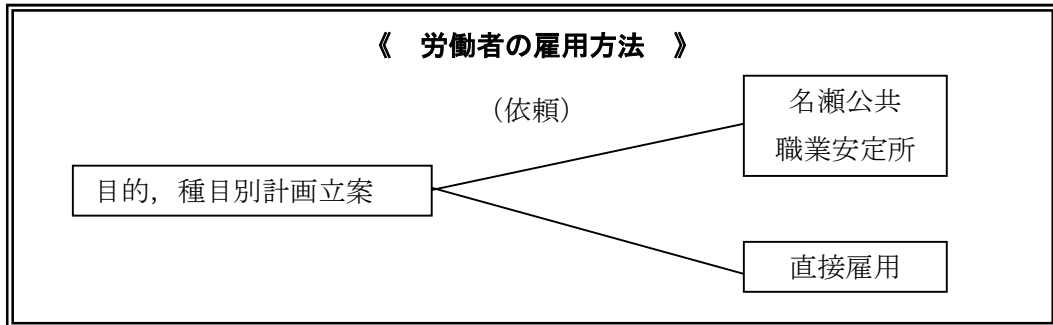 《 労働者の雇用方法 》
（依頼）
名瀬公共
職業安定所
目的，種目別計画立案
直接雇用